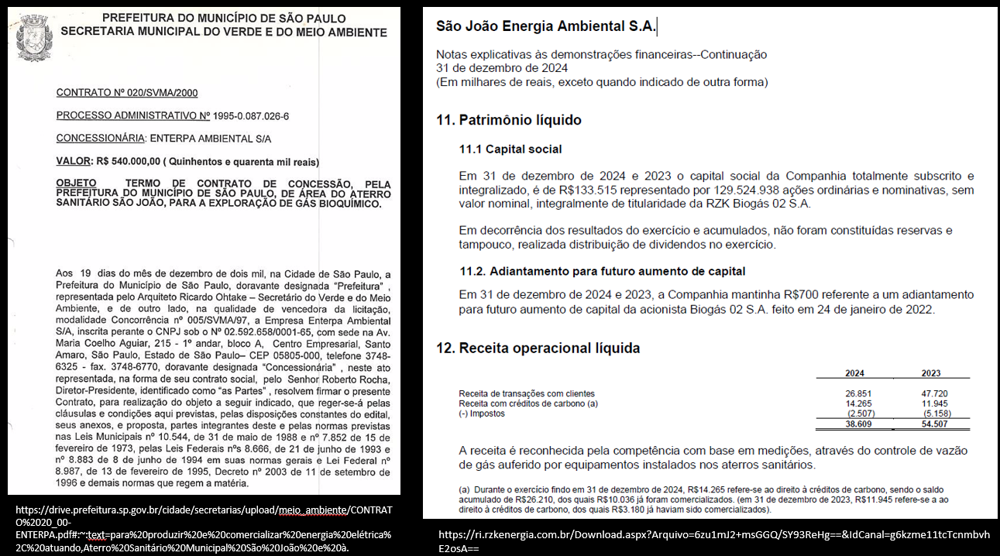 PREFEITURA DO MUNICÍPIO DE SÃO PAULO
SECRETARIA MUNICIPAL DO VERDE E DO MEIO AMBIENTE
CONTRATO Nº 020/SVMA/2000
PROCESSO ADMINISTRATIVO Nº 1995-0.087.026-6
CONCESSIONÁRIA: ENTERPA AMBIENTAL S/A
VALOR: R$ 540.000,00 ( Quinhentos e quarenta mil reais)
OBJETO TERMO DE CONTRATO DE CONCESSÃO, PELA
PREFEITURA DO MUNICÍPIO DE SÃO PAULO, DE ÁREA DO ATERRO
SANITÁRIO SÃO JOÃO, PARA A EXPLORAÇÃO DE GÁS BIOQUÍMICO.
Aos 19 dias do mês de dezembro de dois mil, na Cidade de São Paulo, a
Prefeitura do Município de São Paulo, doravante designada "Prefeitura" ,
representada pelo Arquiteto Ricardo Ohtake – Secretário do Verde e do Meio
Ambiente, e de outro lado, na qualidade de vencedora da licitação,
modalidade Concorrência nº 005/SVMA/97, a Empresa Enterpa Ambiental
S/A, inscrita perante o CNPJ sob o Nº 02.592.658/0001-65, com sede na Av.
Maria Coelho Aguiar, 215 - 1º andar, bloco A, Centro Empresarial, Santo
Amaro, São Paulo, Estado de São Paulo– CEP 05805-000, telefone 3748-
6325 - fax. 3748-6770, doravante designada "Concessionária" , neste ato
representada, na forma de seu contrato social, pelo Senhor Roberto Rocha,
Diretor-Presidente, identificado como "as Partes" , resolvem firmar o presente
Contrato, para realização do objeto a seguir indicado, que reger-se-á pelas
cláusulas e condições aqui previstas, pelas disposições constantes do edital,
seus anexos, e proposta, partes integrantes deste e pelas normas previstas
nas Leis Municipais nº 10.544, de 31 de maio de 1988 e nº 7.852 de 15 de
fevereiro de 1973, pelas Leis Federais nºs 8.666, de 21 de junho de 1993 e
nº 8.883 de 8 de junho de 1994 em suas normas gerais e Lei Federal nº
8.987, de 13 de fevereiro de 1995, Decreto nº 2003 de 11 de setembro de
1996 e demais normas que regem a matéria.
https://drive.prefeitura.sp.gov.br/cidade/secretarias/upload/meio_ambiente/CONTRAT
O%2020_00-
ENTERPA.pdf#:~:text=para%20produzir%20e%20comercializar%20energia%20elétrica%
2C%20atuando,Aterro%20Sanitário%20Municipal%20São%20João%20e%20à.
São João Energia Ambiental S.A.
Notas explicativas às demonstrações financeiras--Continuação
31 de dezembro de 2024
(Em milhares de reais, exceto quando indicado de outra forma)
11. Patrimônio líquido
11.1 Capital social
Em 31 de dezembro de 2024 e 2023 o capital social da Companhia totalmente subscrito e
integralizado, é de R$133.515 representado por 129.524.938 ações ordinárias e nominativas, sem
valor nominal, integralmente de titularidade da RZK Biogás 02 S.A.
Em decorrência dos resultados do exercício e acumulados, não foram constituídas reservas e
tampouco, realizada distribuição de dividendos no exercício.
11.2. Adiantamento para futuro aumento de capital
Em 31 de dezembro de 2024 e 2023, a Companhia mantinha R$700 referente a um adiantamento
para futuro aumento de capital da acionista Biogás 02 S.A. feito em 24 de janeiro de 2022.
12. Receita operacional líquida
2024 2023
Receita de transações com clientes 26.851 47.720
Receita com créditos de carbono (a) 14.265 11.945
(-) Impostos (2.507) (5.158)
38.609 54.507
A receita é reconhecida pela competência com base em medições, através do controle de vazão
de gás auferido por equipamentos instalados nos aterros sanitários.
(a) Durante o exercício findo em 31 de dezembro de 2024, R$14.265 refere-se ao direito à créditos de carbono, sendo o saldo
acumulado de R$26.210, dos quais R$10.036 já foram comercializados. (em 31 de dezembro de 2023, R$11.945 refere-se a ao
direito à créditos de carbono, dos quais R$3.180 já haviam sido comercializados).
https://ri.rzkenergia.com.br/Download.aspx?Arquivo=6zu1mJ2+msGGQ/SY93ReHg==&IdCanal=g6kzme11tcTcnmbvh
E2osA==